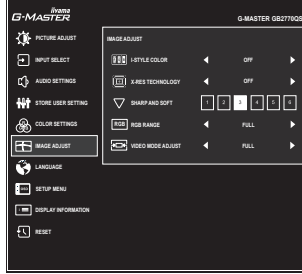 iiyama
G-MASTER
G-MASTER GB2770QS
PICTURE ADJUST
INPUT SELECT
AUDIO SETTINGS
STORE USER SETTING
COLOR SETTINGS
IMAGE ADJUST
LANGUAGE
SETUP MENU
DISPLAY INFORMATION
RESET
IMAGE ADJUST
I-STYLE COLOR OFF
X-RES TECHNOLOGY OFF
SHARP AND SOFT 1 2 3 4 5 6
RGB RGB RANGE FULL
VIDEO MODE ADJUST FULL